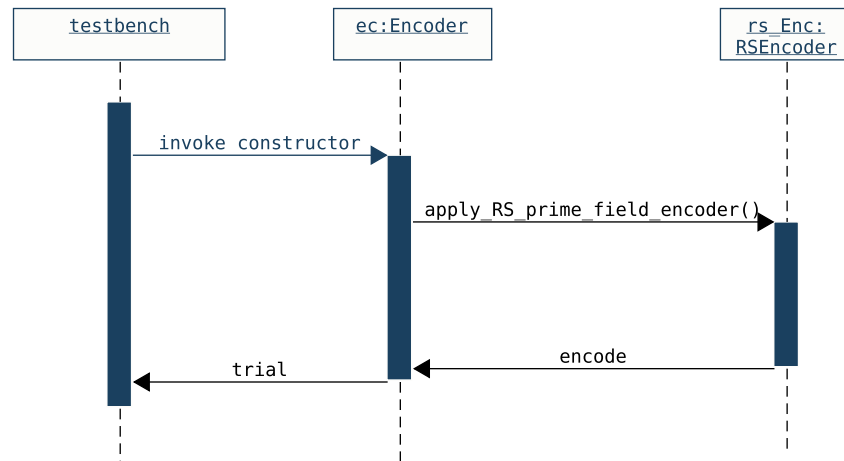 testbench
ec:Encoder
rs_Enc:
RSEncoder
invoke constructor
apply_RS_prime_field_encoder()
encode
trial